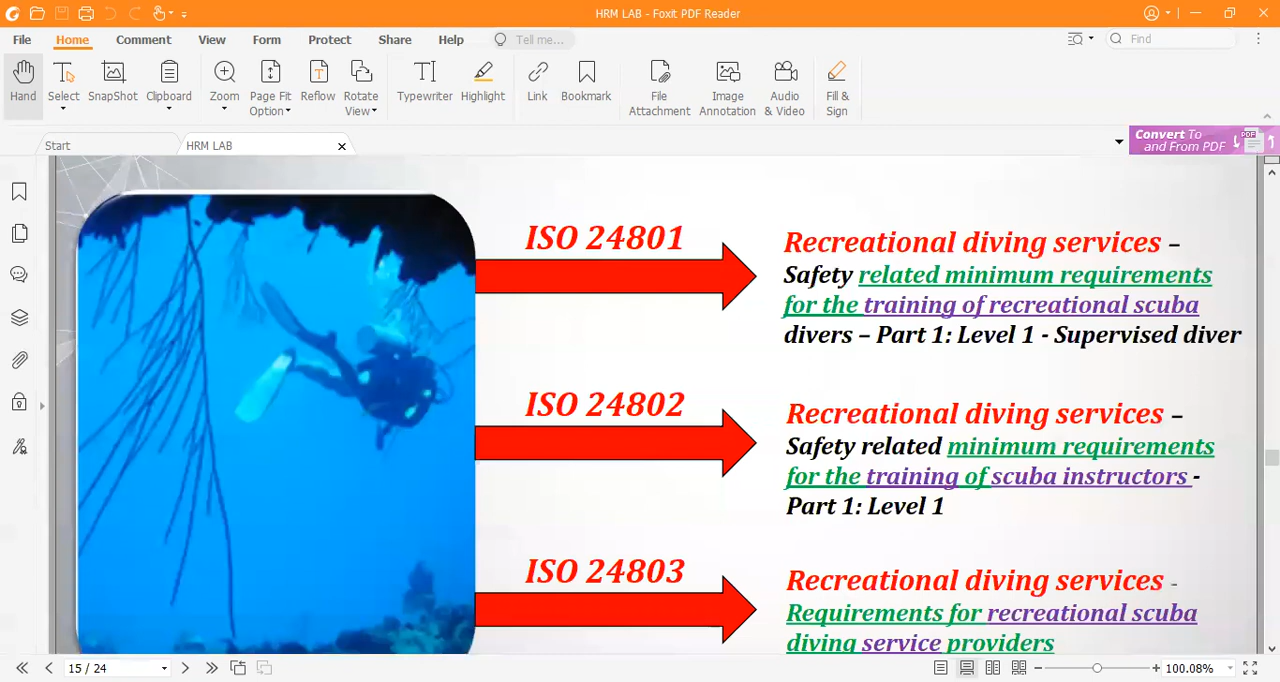 HRM LAB - Foxit PDF Reader
File Home Comment View Form Protect Share Help Tell me... Find
Hand Select SnapShot Clipboard Zoom Page Fit Option Reflow Rotate View Typewriter Highlight Link Bookmark File Attachment Image Annotation Audio & Video Fill & Sign
Start HRM LAB
Convert To
and From PDF
PDF
ISO 24801
Recreational diving services –
Safety related minimum requirements
for the training of recreational scuba
divers – Part 1: Level 1 - Supervised diver
ISO 24802
Recreational diving services –
Safety related minimum requirements
for the training of scuba instructors -
Part 1: Level 1
ISO 24803
Recreational diving services -
Requirements for recreational scuba
diving service providers
15 / 24
100.08%